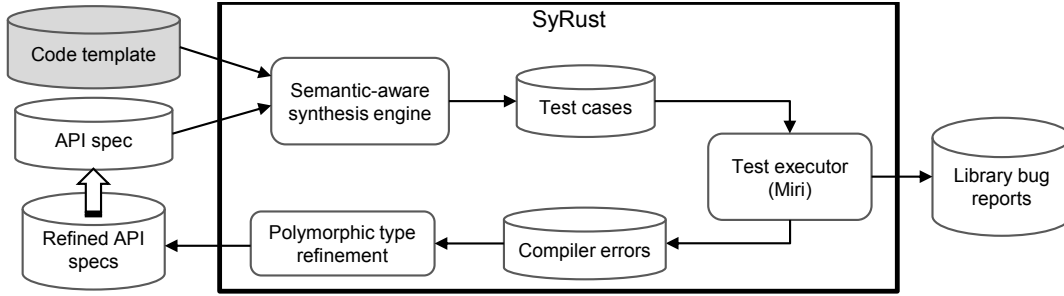 SyRust
Code template
Semantic-aware
synthesis engine
Test cases
API spec
Test executor
(Miri)
Library bug
reports
Refined API
specs
Polymorphic type
refinement
Compiler errors